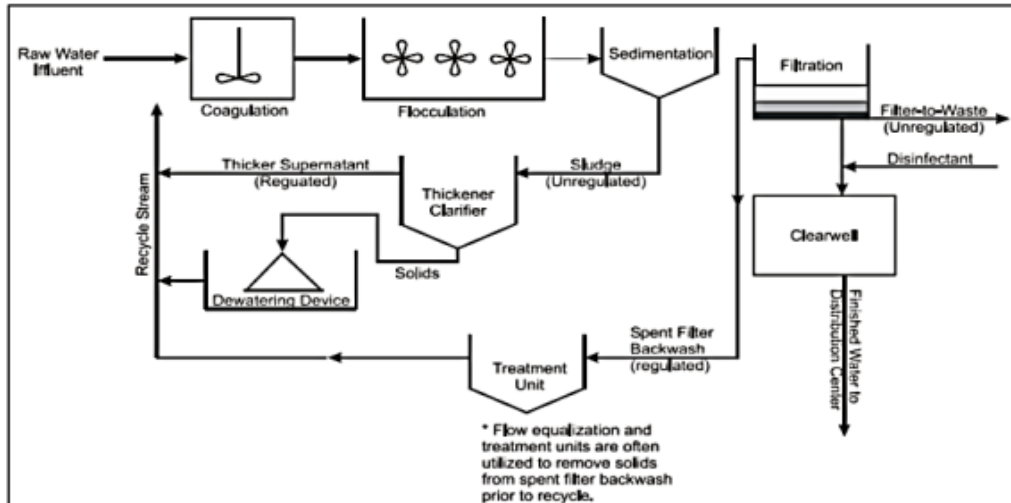 Raw Water
Influent
Coagulation
Flocculation
Sedimentation
Filtration
Filter-to-Waste
(Unregulated)
Disinfectant
Clearwell
Finished Water to
Distribution Center
Sludge
(Unregulated)
Thickener
Clarifier
Thicker Supernatant
(Reguated)
Solids
Dewatering Device
Recycle Stream
Spent Filter
Backwash
(regulated)
Treatment
Unit
* Flow equalization and
treatment units are often
utilized to remove solids
from spent filter backwash
prior to recycle.